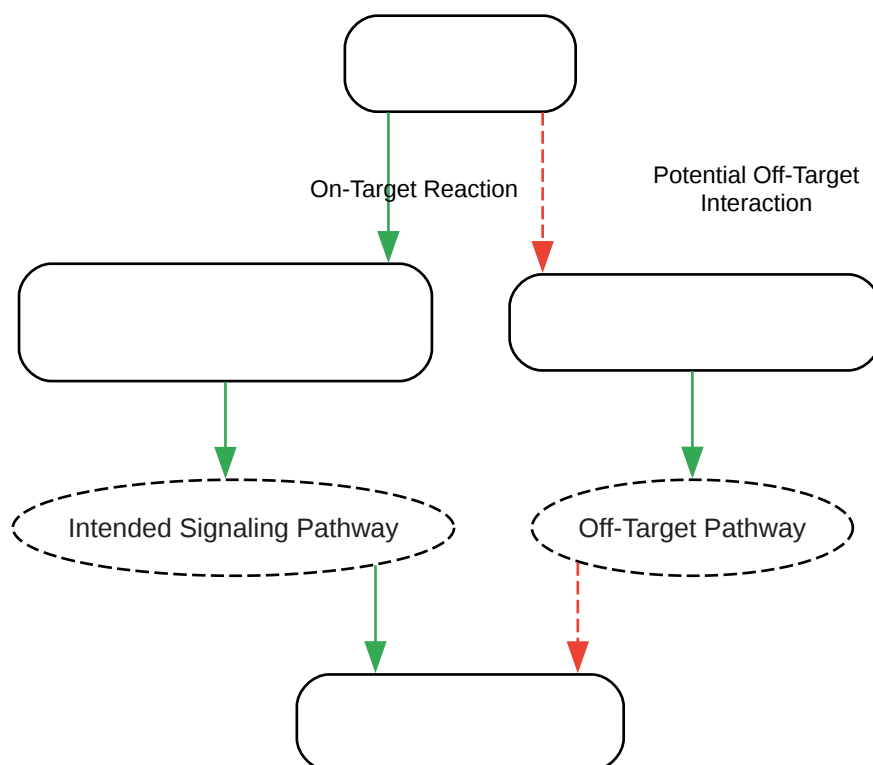 On-Target Reaction
Potential Off-Target
Interaction
Intended Signaling Pathway
Off-Target Pathway